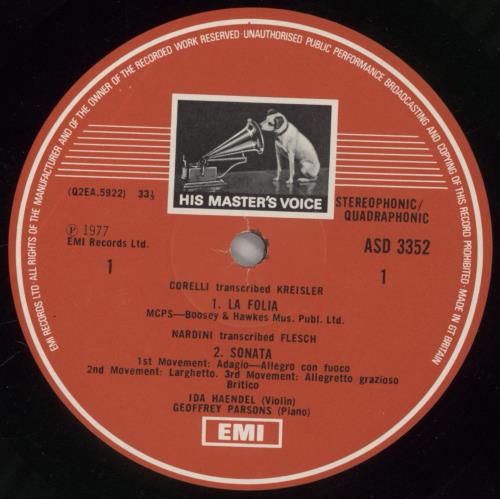 EMI RECORDS LTD · ALL RIGHTS OF THE MANUFACTURER AND OF THE OWNER OF THE RECORDED WORK RESERVED · UNAUTHORISED PUBLIC PERFORMANCE BROADCASTING AND COPYING OF THIS RECORD PROHIBITED · MADE IN GT BRITAIN
HIS MASTER'S VOICE
(Q2EA.5922) 33⅓
STEREOPHONIC/
QUADRAPHONIC
℗ 1977
EMI Records Ltd.
ASD 3352
1
1
CORELLI transcribed KREISLER
1. LA FOLIA
MCPS—Boosey & Hawkes Mus. Publ. Ltd.
NARDINI transcribed FLESCH
2. SONATA
1st Movement: Adagio—Allegro con fuoco
2nd Movement: Larghetto. 3rd Movement: Allegretto grazioso
Britico
IDA HAENDEL (Violin)
GEOFFREY PARSONS (Piano)
EMI